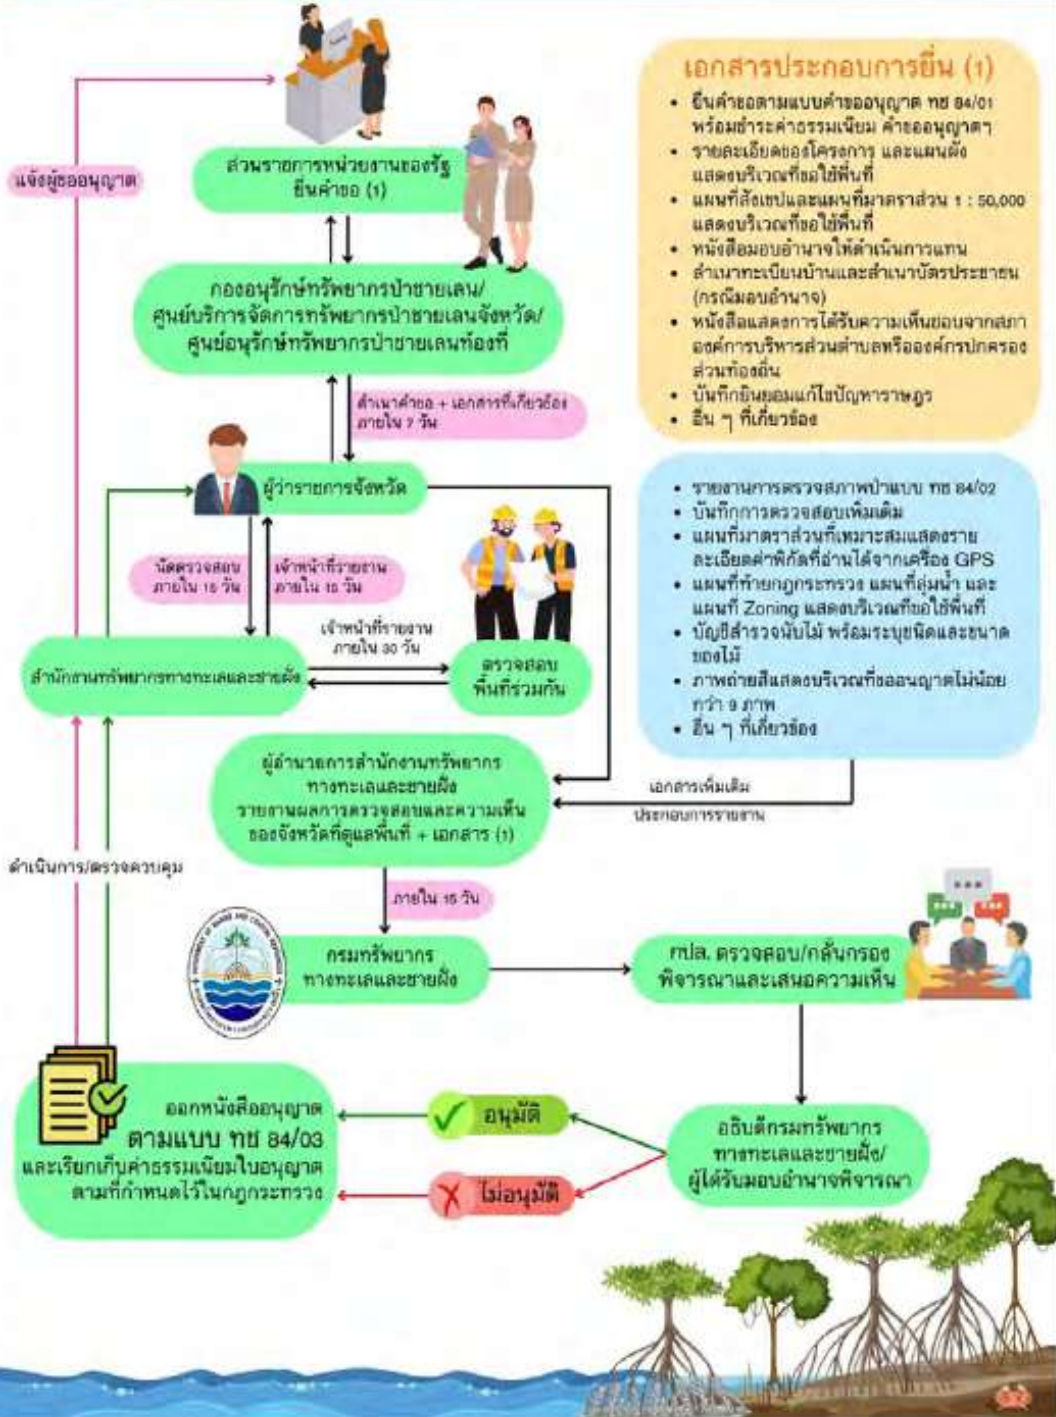 ส่วนราชการหน่วยงานของรัฐ
ยื่นคำขอ (1)
แจ้งผู้ขออนุญาต
กองอนุรักษ์ทรัพยากรป่าชายเลน/
ศูนย์บริการจัดการทรัพยากรป่าชายเลนจังหวัด/
ศูนย์อนุรักษ์ทรัพยากรป่าชายเลนท้องที่
สำเนาคำขอ + เอกสารที่เกี่ยวข้อง
ภายใน 7 วัน
ผู้ว่าราชการจังหวัด
นัดตรวจสอบ
ภายใน 15 วัน
เจ้าหน้าที่รายงาน
ภายใน 15 วัน
เจ้าหน้าที่รายงาน
ภายใน 30 วัน
สำนักงานทรัพยากรทางทะเลและชายฝั่ง
ตรวจสอบ
พื้นที่ร่วมกัน
เอกสารประกอบการยื่น (1)
• ยื่นคำขอตามแบบคำขออนุญาต ทช 84/01
พร้อมชำระค่าธรรมเนียม คำขออนุญาตฯ
• รายละเอียดของโครงการ และแผนผัง
แสดงบริเวณที่ขอใช้พื้นที่
• แผนที่สังเขปและแผนที่มาตราส่วน 1 : 50,000
แสดงบริเวณที่ขอใช้พื้นที่
• หนังสือมอบอำนาจให้ดำเนินการแทน
• สำเนาทะเบียนบ้านและสำเนาบัตรประชาชน
(กรณีมอบอำนาจ)
• หนังสือแสดงการได้รับความเห็นชอบจากสภา
องค์การบริหารส่วนตำบลหรือองค์กรปกครอง
ส่วนท้องถิ่น
• บันทึกยินยอมแก้ไขปัญหาราษฎร
• อื่น ๆ ที่เกี่ยวข้อง
• รายงานการตรวจสภาพป่าแบบ ทช 84/02
• บันทึกการตรวจสอบเพิ่มเติม
• แผนที่มาตราส่วนที่เหมาะสมแสดงราย
ละเอียดค่าพิกัดที่อ่านได้จากเครื่อง GPS
• แผนที่ท้ายกฎกระทรวง แผนที่ลุ่มน้ำ และ
แผนที่ Zoning แสดงบริเวณที่ขอใช้พื้นที่
• บัญชีสำรวจนับไม้ พร้อมระบุชนิดและขนาด
ของไม้
• ภาพถ่ายสีแสดงบริเวณที่ขออนุญาตไม่น้อย
กว่า 9 ภาพ
• อื่น ๆ ที่เกี่ยวข้อง
ผู้อำนวยการสำนักงานทรัพยากร
ทางทะเลและชายฝั่ง
รายงานผลการตรวจสอบและความเห็น
ของจังหวัดที่ดูแลพื้นที่ + เอกสาร (1)
เอกสารเพิ่มเติม
ประกอบการรายงาน
ดำเนินการ/ตรวจควบคุม
ภายใน 15 วัน
กรมทรัพยากร
ทางทะเลและชายฝั่ง
กปล. ตรวจสอบ/กลั่นกรอง
พิจารณาและเสนอความเห็น
ออกหนังสืออนุญาต
ตามแบบ ทช 84/03
และเรียกเก็บค่าธรรมเนียมใบอนุญาต
ตามที่กำหนดไว้ในกฎกระทรวง
อนุมัติ
ไม่อนุมัติ
อธิบดีกรมทรัพยากร
ทางทะเลและชายฝั่ง/
ผู้ได้รับมอบอำนาจพิจารณา